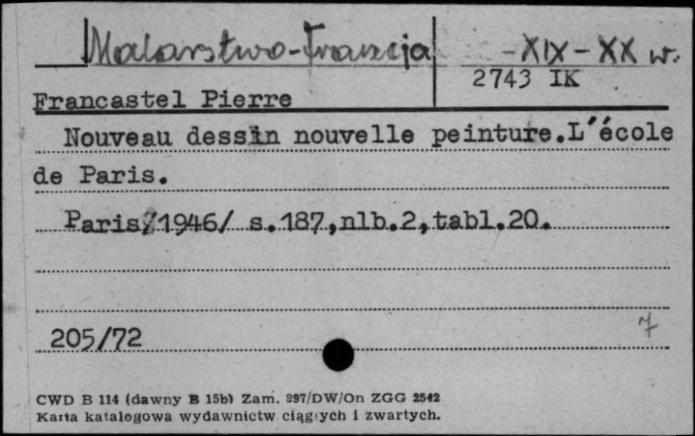 Malarstwo-Francja -XIX-XX w.
2743 IK
Francastel Pierre
Nouveau dessin nouvelle peinture.L´école
de Paris.
Paris/1946/ s.187,nlb.2,tabl.20.
205/72
7
CWD B 114 (dawny B 15b) Zam. 997/DW/On ZGG 2542
Karta katalogowa wydawnictw ciągłych i zwartych.